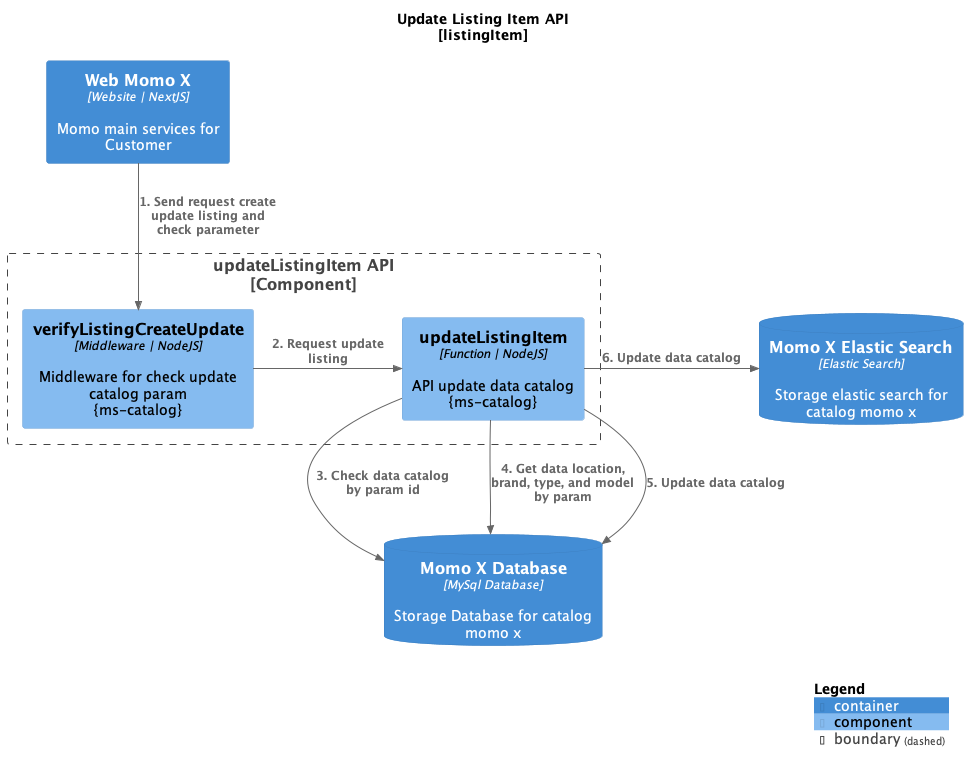 Update Listing Item API
[listingItem]
Web Momo X
[Website | NextJS]
Momo main services for
Customer
1. Send request create
update listing and
check parameter
updateListingItem API
[Component]
verifyListingCreateUpdate
[Middleware | NodeJS]
Middleware for check update
catalog param
{ms-catalog}
2. Request update
listing
updateListingItem
[Function | NodeJS]
API update data catalog
{ms-catalog}
6. Update data catalog
Momo X Elastic Search
[Elastic Search]
Storage elastic search for
catalog momo x
3. Check data catalog
by param id
4. Get data location,
brand, type, and model
by param
5. Update data catalog
Momo X Database
[MySql Database]
Storage Database for catalog
momo x
Legend
container
component
boundary (dashed)